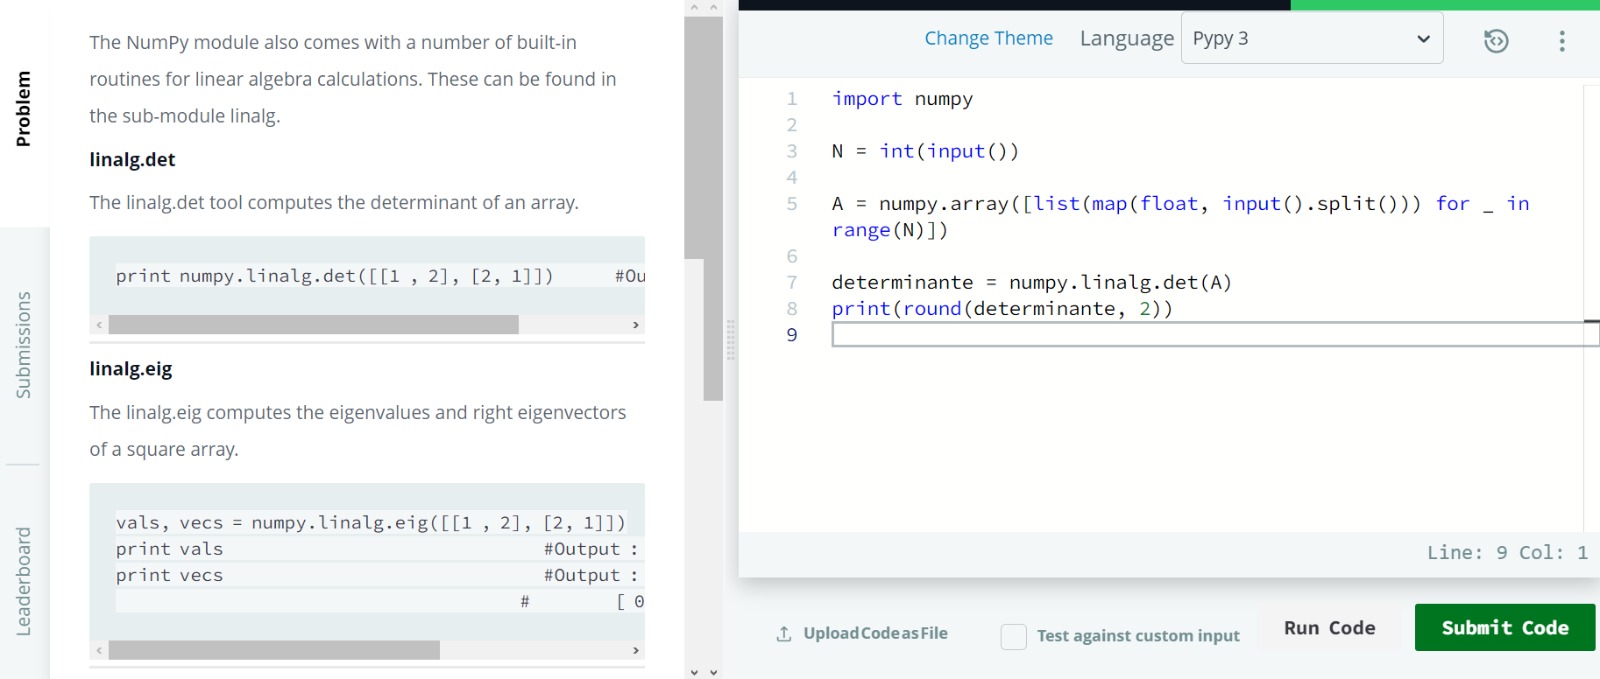 Problem
Submissions
Leaderboard
The NumPy module also comes with a number of built-in
routines for linear algebra calculations. These can be found in
the sub-module linalg.
linalg.det
The linalg.det tool computes the determinant of an array.
print numpy.linalg.det([[1 , 2], [2, 1]])     #Ou
linalg.eig
The linalg.eig computes the eigenvalues and right eigenvectors
of a square array.
vals, vecs = numpy.linalg.eig([[1 , 2], [2, 1]])
print vals                           #Output :
print vecs                           #Output :
#       [ 0
Change Theme Language Pypy 3
1 import numpy
2
3 N = int(input())
4
5 A = numpy.array([list(map(float, input().split())) for _ in
range(N)])
6
7 determinante = numpy.linalg.det(A)
8 print(round(determinante, 2))
9
Line: 9 Col: 1
Upload Code as File
Test against custom input
Run Code
Submit Code